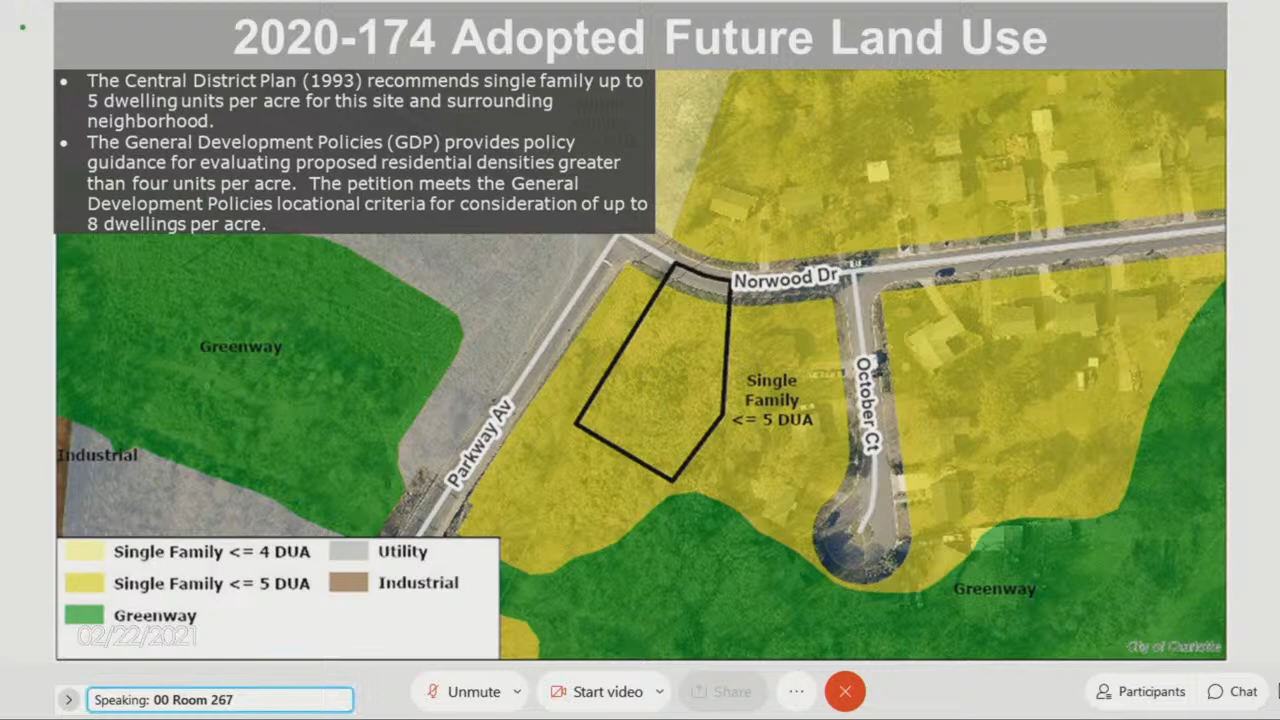 2020-174 Adopted Future Land Use
• The Central District Plan (1993) recommends single family up to
5 dwelling units per acre for this site and surrounding
neighborhood.
• The General Development Policies (GDP) provides policy
guidance for evaluating proposed residential densities greater
than four units per acre.  The petition meets the General
Development Policies locational criteria for consideration of up to
8 dwellings per acre.
Norwood Dr
Greenway
October Ct
Single
Family
<= 5 DUA
Parkway Av
Industrial
Single Family <= 4 DUA
Utility
Single Family <= 5 DUA
Industrial
Greenway
Greenway
02/22/2021
City of Charlotte
Speaking: 00 Room 267
Unmute
Start video
Share
Participants
Chat